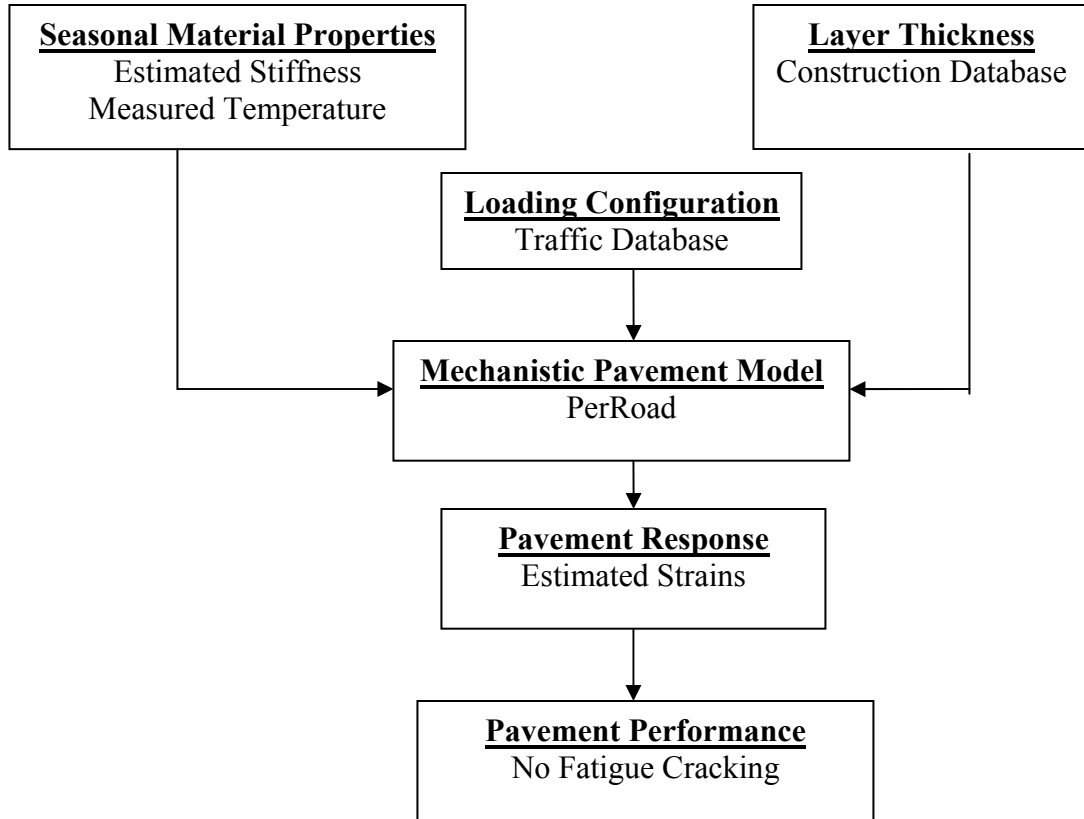 Seasonal Material Properties
Estimated Stiffness
Measured Temperature
Layer Thickness
Construction Database
Loading Configuration
Traffic Database
Mechanistic Pavement Model
PerRoad
Pavement Response
Estimated Strains
Pavement Performance
No Fatigue Cracking